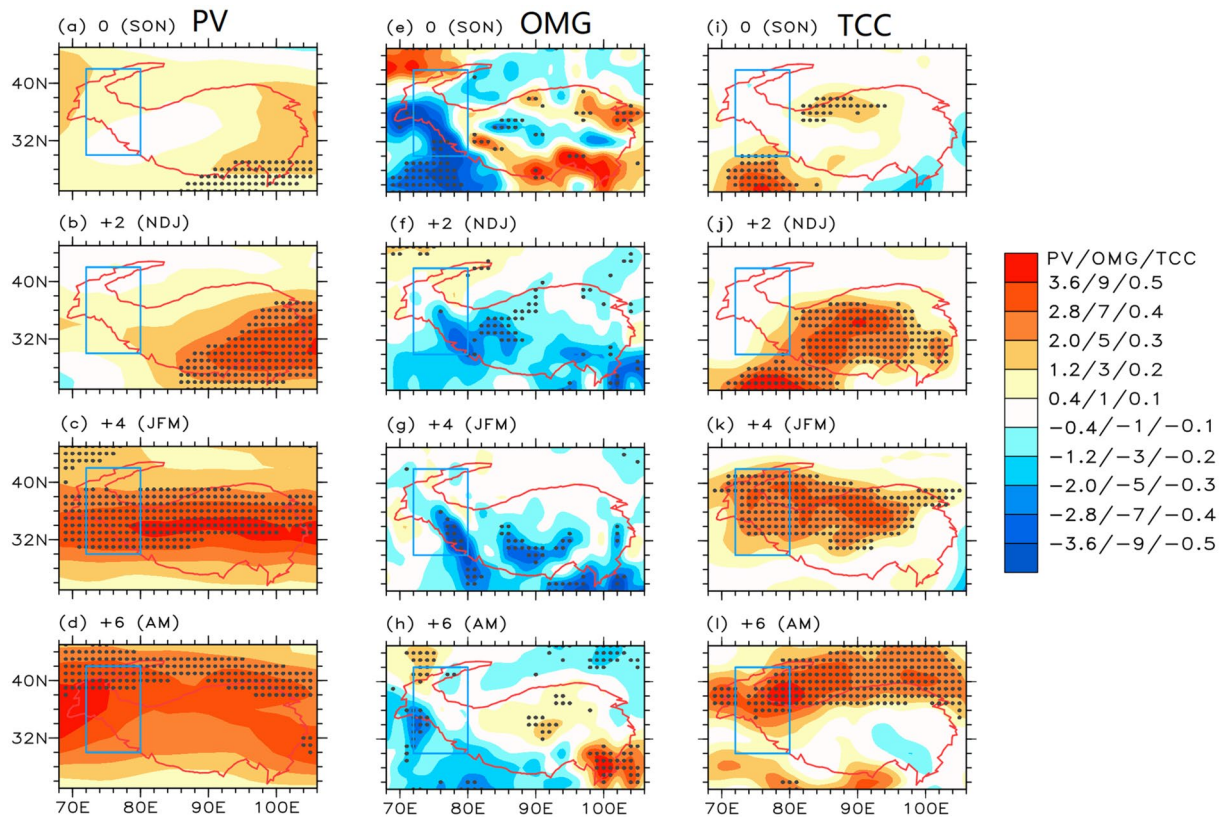 (a) 0 (SON) PV (e) 0 (SON) OMG (i) 0 (SON) TCC
40N
32N
(b) +2 (NDJ) (f) +2 (NDJ) (j) +2 (NDJ)
40N
32N
PV/OMG/TCC
3.6/9/0.5
2.8/7/0.4
2.0/5/0.3
1.2/3/0.2
0.4/1/0.1
-0.4/-1/-0.1
-1.2/-3/-0.2
-2.0/-5/-0.3
-2.8/-7/-0.4
-3.6/-9/-0.5
(c) +4 (JFM) (g) +4 (JFM) (k) +4 (JFM)
40N
32N
(d) +6 (AM) (h) +6 (AM) (l) +6 (AM)
40N
32N
70E 80E 90E 100E 70E 80E 90E 100E 70E 80E 90E 100E